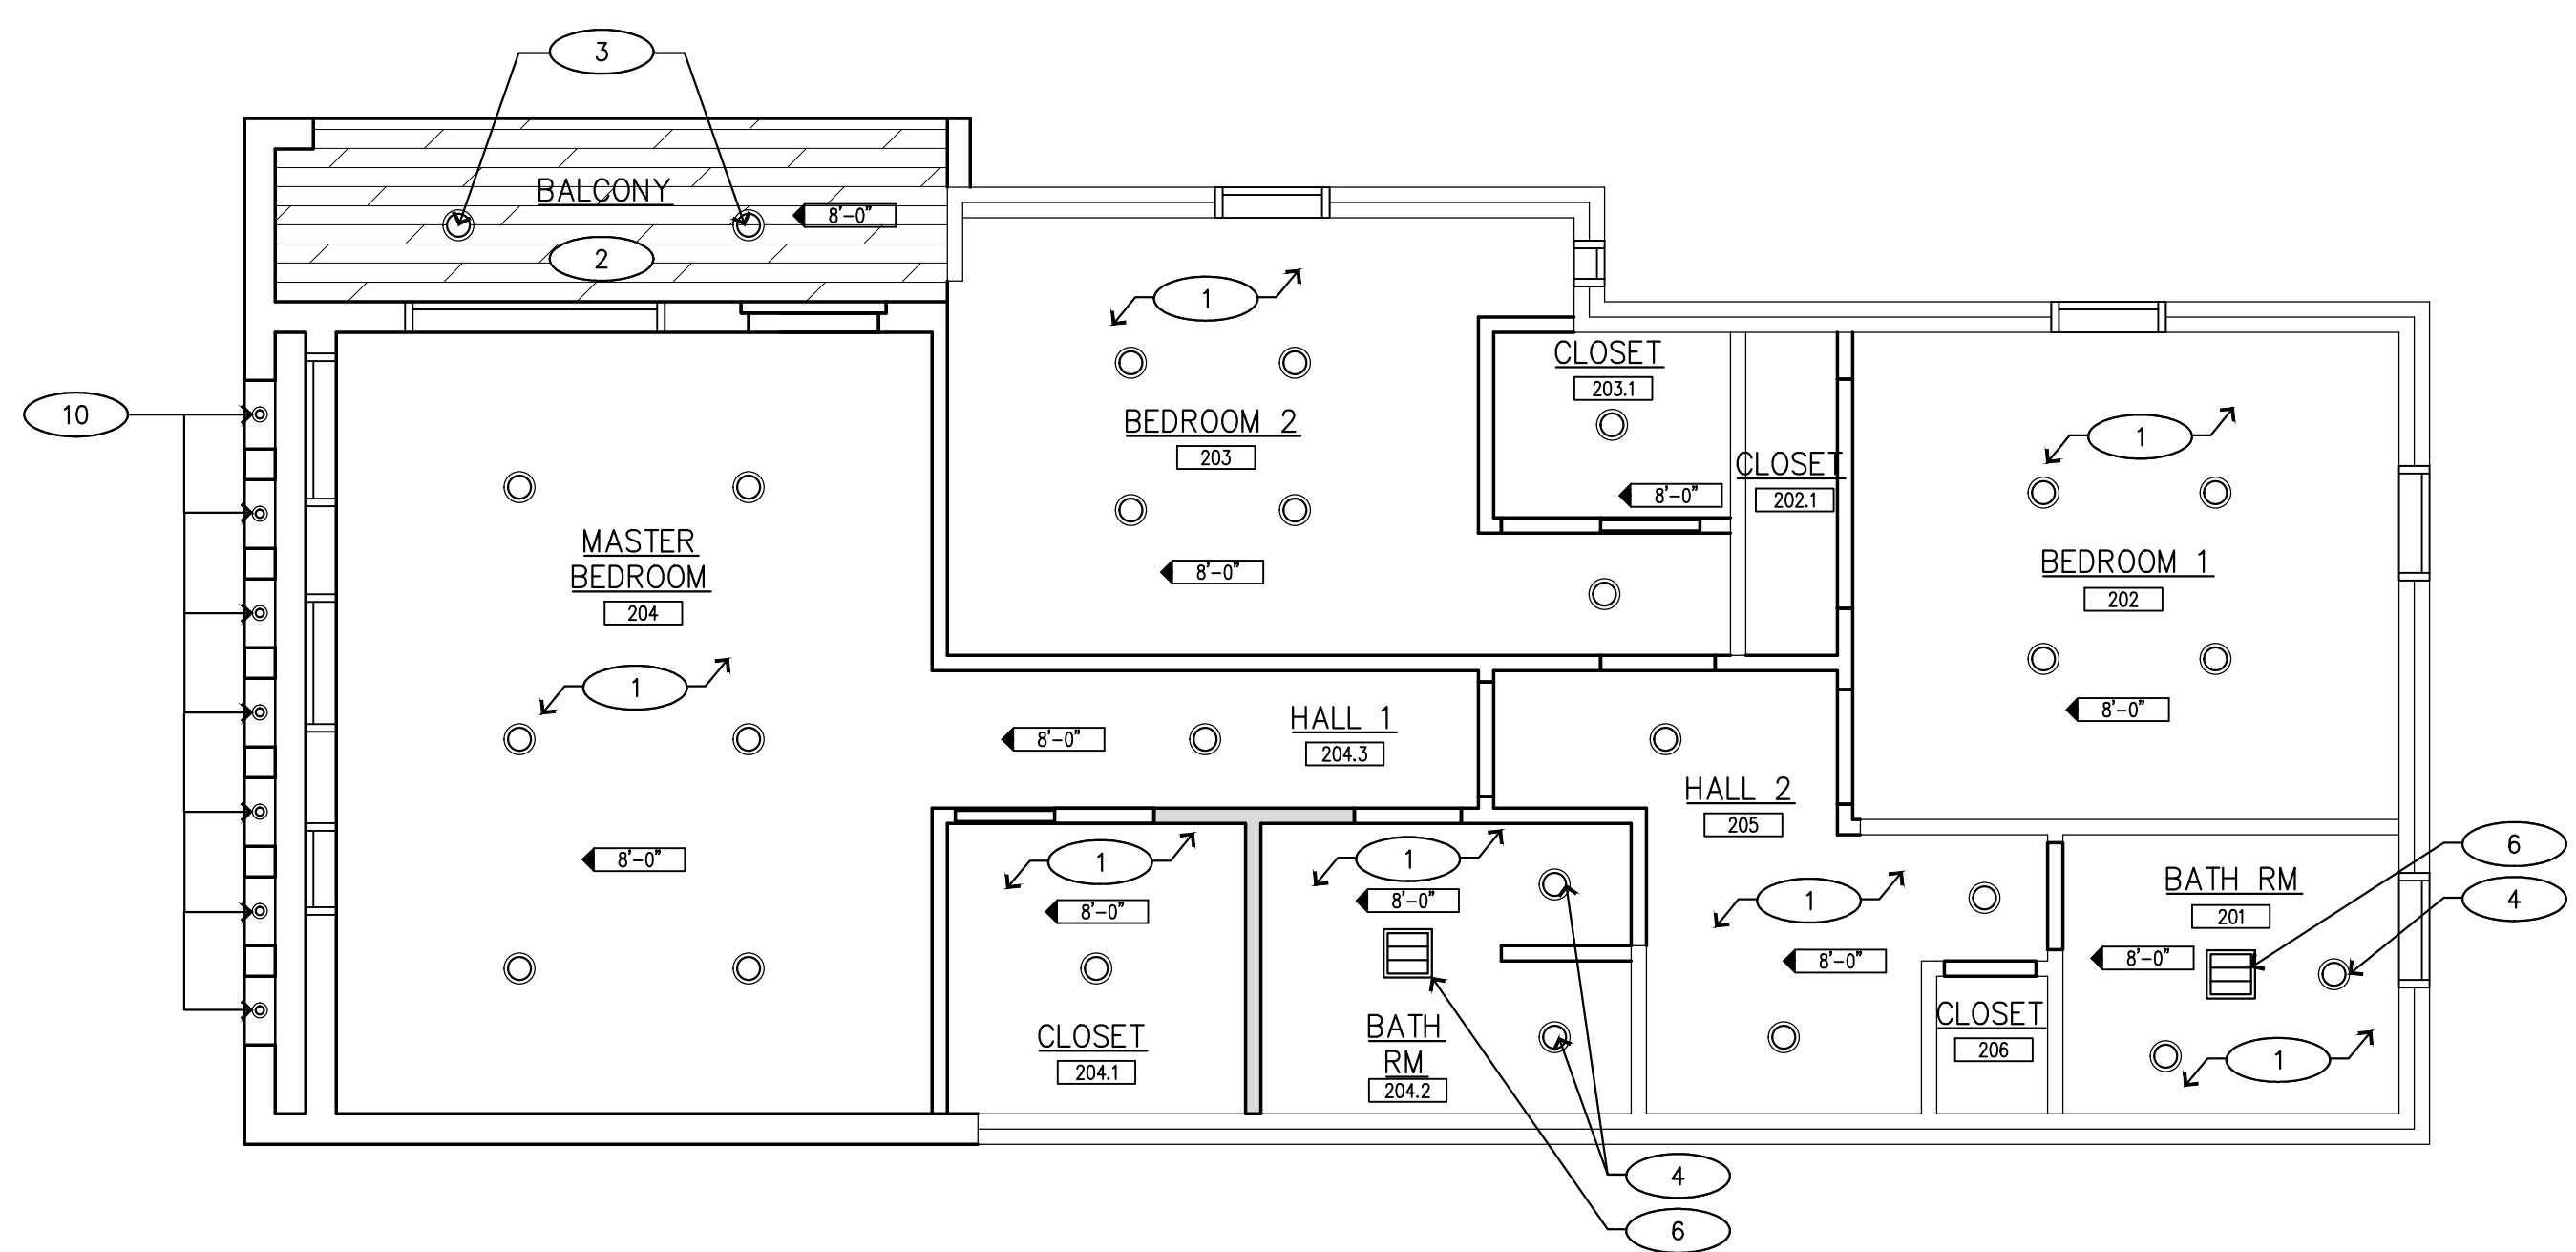 3
BALCONY
8'-0"
2
1
CLOSET
203.1
10
BEDROOM 2
203
1
CLOSET
202.1
8'-0"
MASTER
BEDROOM
204
8'-0"
BEDROOM 1
202
1
8'-0"
HALL 1
204.3
8'-0"
HALL 2
205
8'-0"
1
8'-0"
1
8'-0"
1
8'-0"
BATH RM
201
6
4
8'-0"
CLOSET
204.1
BATH
RM
204.2
CLOSET
206
1
4
6